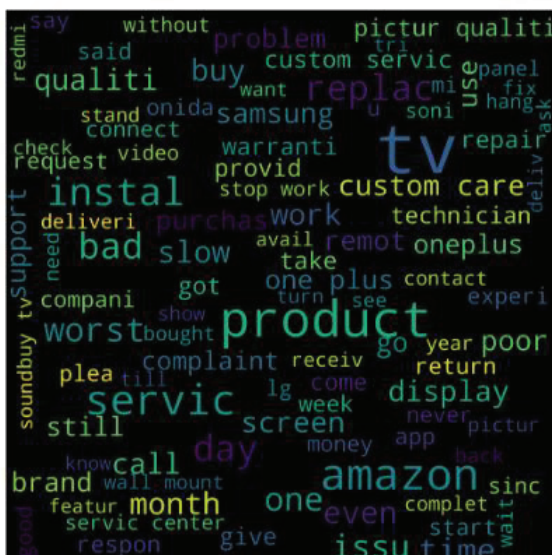 redmi
say
without
problem
pictur qualiti
tri
said
custom servic
panel
qualiti
buy
want
replac
mi
use
fix
hang
stand
onida
samsung
u
soni
ask
connect
tv
repair
check
video
warranti
request
provid
stop work
custom care
deliv
instal
support
deliveri
purchas
work
technician
need
bad
slow
avail
remot
oneplus
take
got
one plus
contact
compani
turn
see
experi
show
product
worst
bought
go
year
poor
sound
buy tv
complaint
receiv
return
plea
till
lg
come
servic
week
display
still
screen
never
pictur
day
money
app
back
know
call
amazon
brand
wall mount
sinc
featur
month
one
even
complet
good
servic center
start
wait
respon
give
issu
time